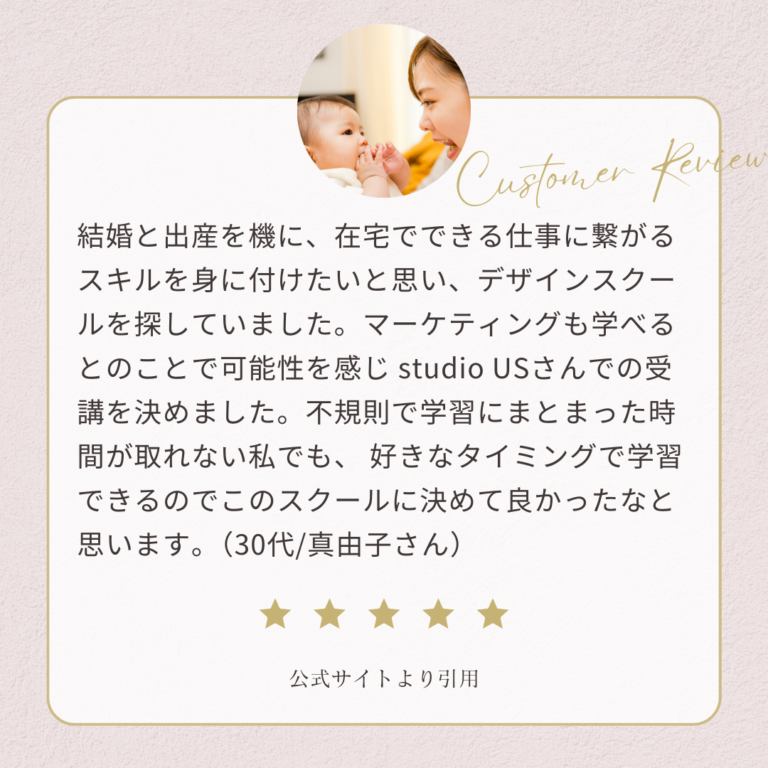 Customer Review
結婚と出産を機に、在宅でできる仕事に繋がる
スキルを身に付けたいと思い、デザインスクー
ルを探していました。マーケティングも学べる
とのことで可能性を感じ studio USさんでの受
講を決めました。不規則で学習にまとまった時
間が取れない私でも、 好きなタイミングで学習
できるのでこのスクールに決めて良かったなと
思います。（30代/真由子さん）
★ ★ ★ ★ ★
公式サイトより引用